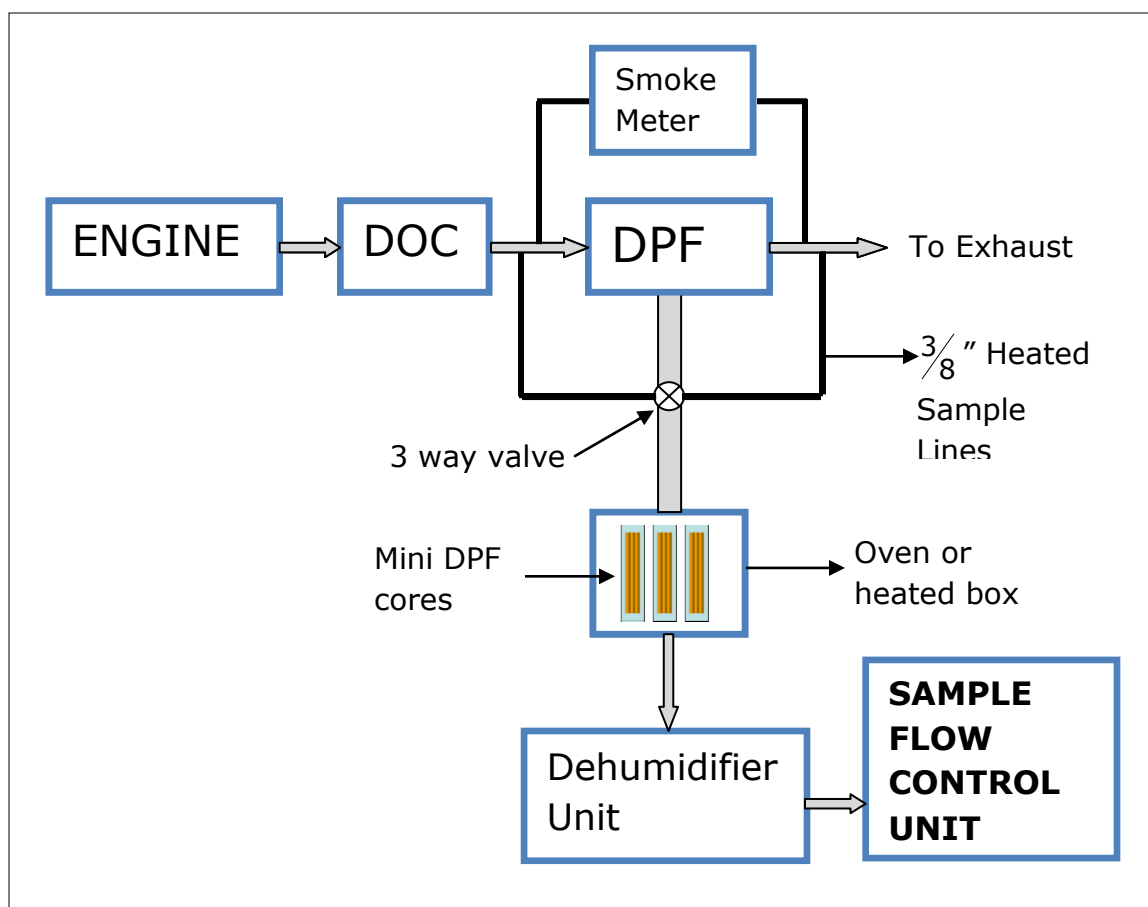 Smoke
Meter
ENGINE
DOC
DPF
To Exhaust
3/8 ” Heated
Sample
Lines
3 way valve
Mini DPF
cores
Oven or
heated box
SAMPLE
FLOW
CONTROL
UNIT
Dehumidifier
Unit